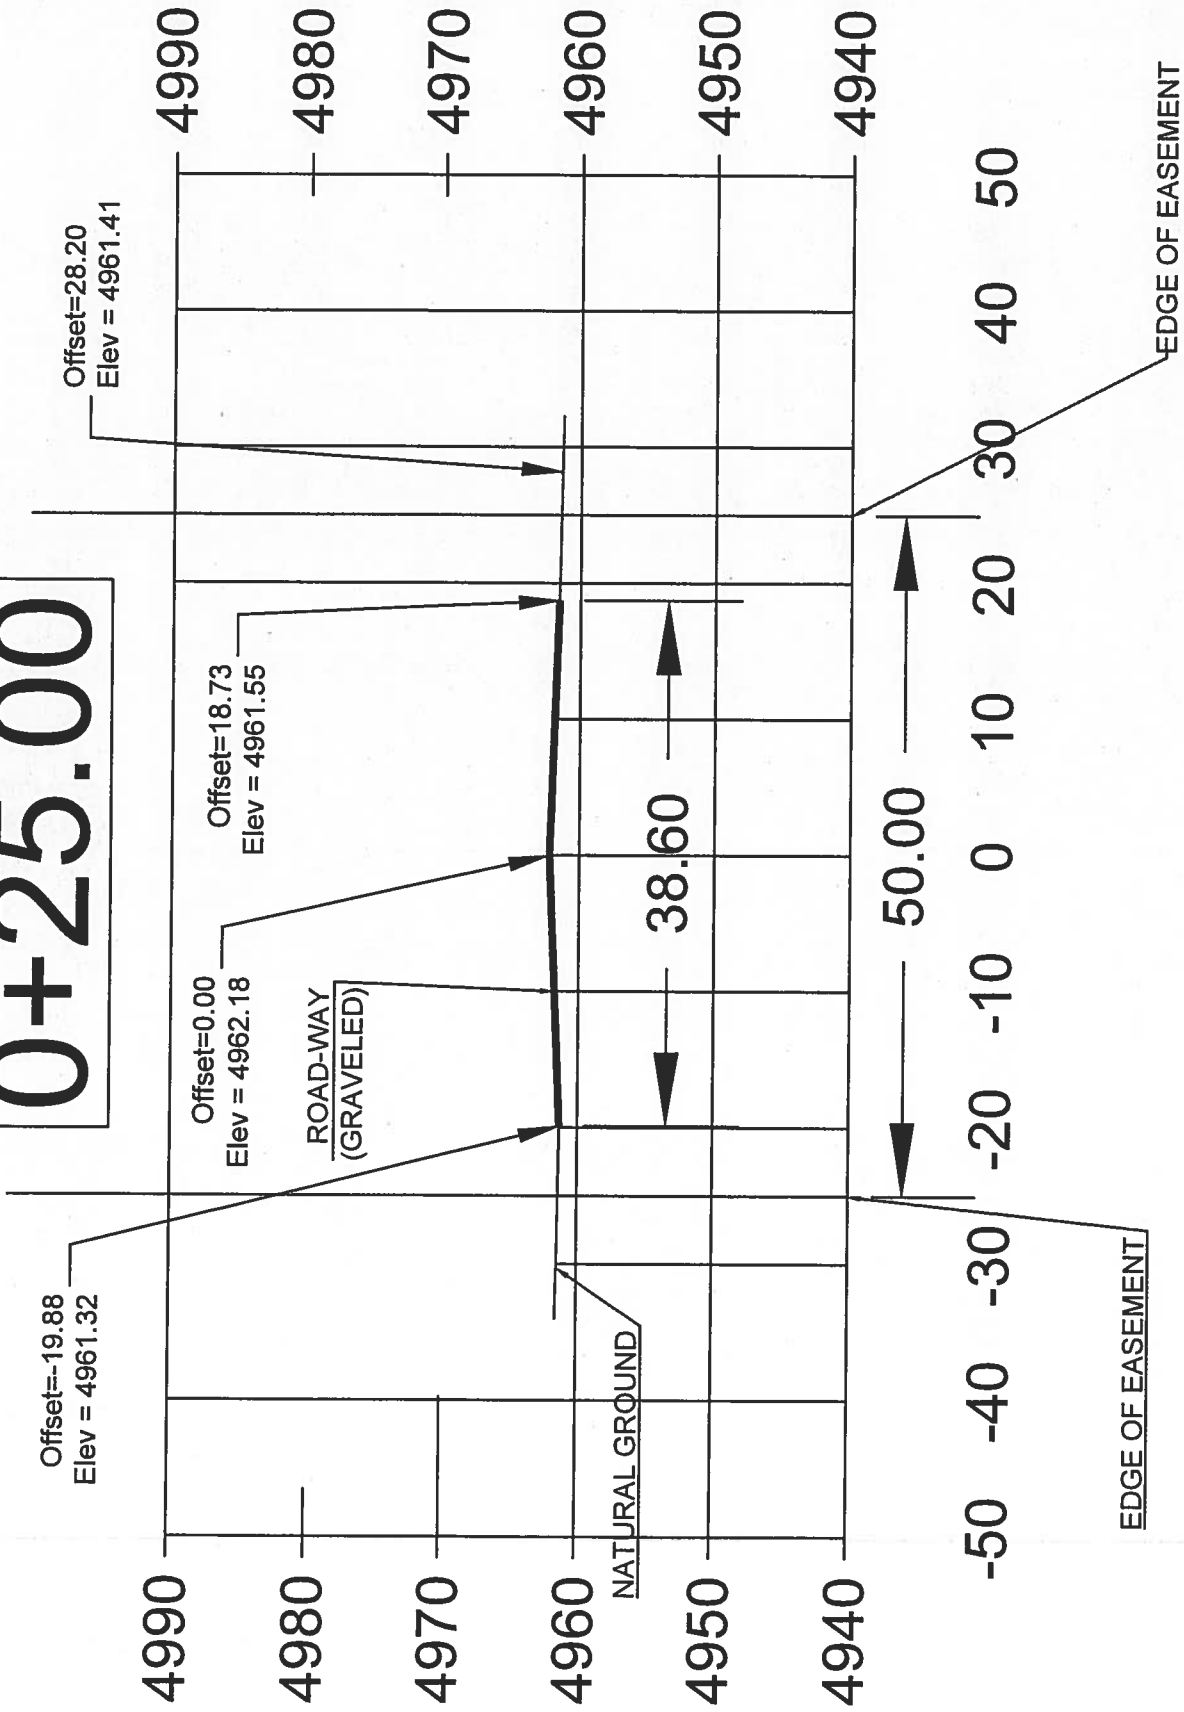 0+25.00
Offset=-19.88
Elev = 4961.32
Offset=0.00
Elev = 4962.18
Offset=18.73
Elev = 4961.55
Offset=28.20
Elev = 4961.41
ROAD-WAY
(GRAVELED)
4990
4990
4980
4980
4970
4970
4960
4960
4950
4950
4940
4940
NATURAL GROUND
38.60
50.00
-50 -40 -30 -20 -10 0 10 20 30 40 50
EDGE OF EASEMENT
EDGE OF EASEMENT